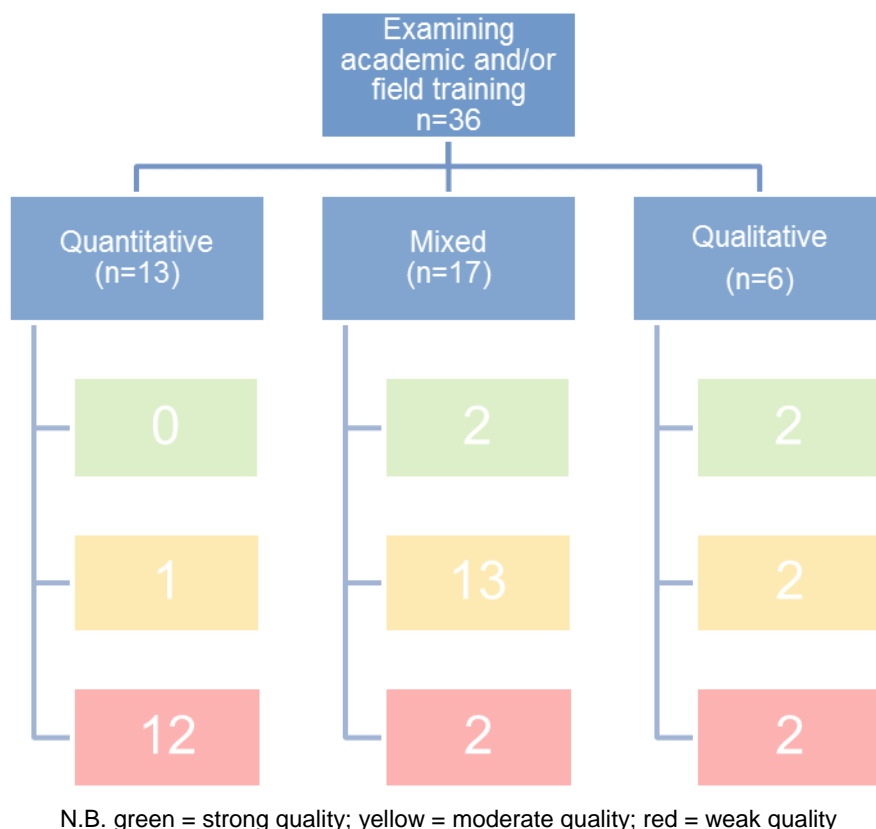 Examining
academic and/or
field training
n=36
Quantitative
(n=13)
Mixed
(n=17)
Qualitative
(n=6)
0
2
2
1
13
2
12
2
2
N.B. green = strong quality; yellow = moderate quality; red = weak quality